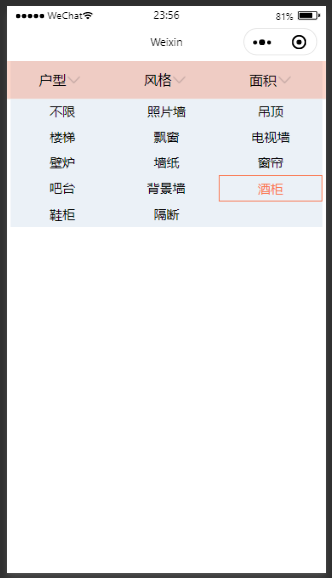 WeChat 23:56 81%
Weixin
户型 风格 面积
不限 照片墙 吊顶
楼梯 飘窗 电视墙
壁炉 墙纸 窗帘
吧台 背景墙 酒柜
鞋柜 隔断